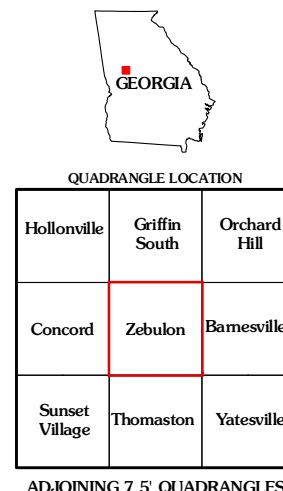 GEORGIA
QUADRANGLE LOCATION
Hollonville
Griffin
South
Orchard
Hill
Concord
Zebulon
Barnesville
Sunset
Village
Thomaston
Yatesville
ADJOINING 7.5' QUADRANGLES